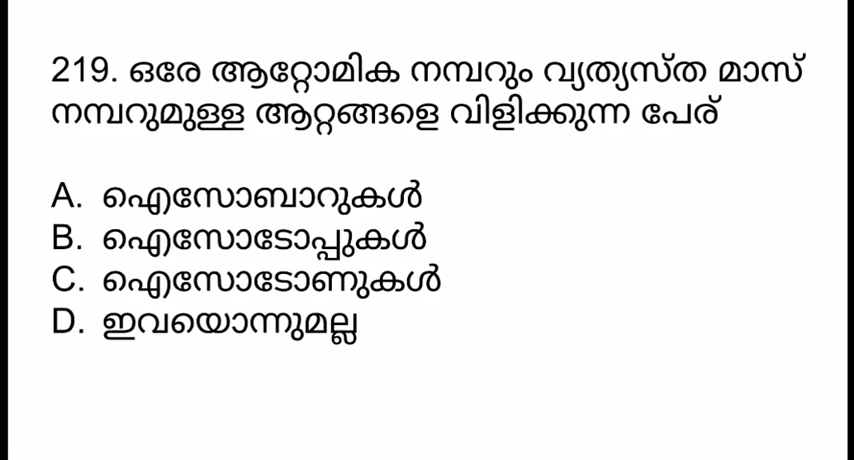 219. ഒരേ ആറ്റോമിക നമ്പറും വ്യത്യസ്ത മാസ്
നമ്പറുമുള്ള ആറ്റങ്ങളെ വിളിക്കുന്ന പേര്
A. ഐസോബാറുകൾ
B. ഐസോടോപ്പുകൾ
C. ഐസോടോണുകൾ
D. ഇവയൊന്നുമല്ല